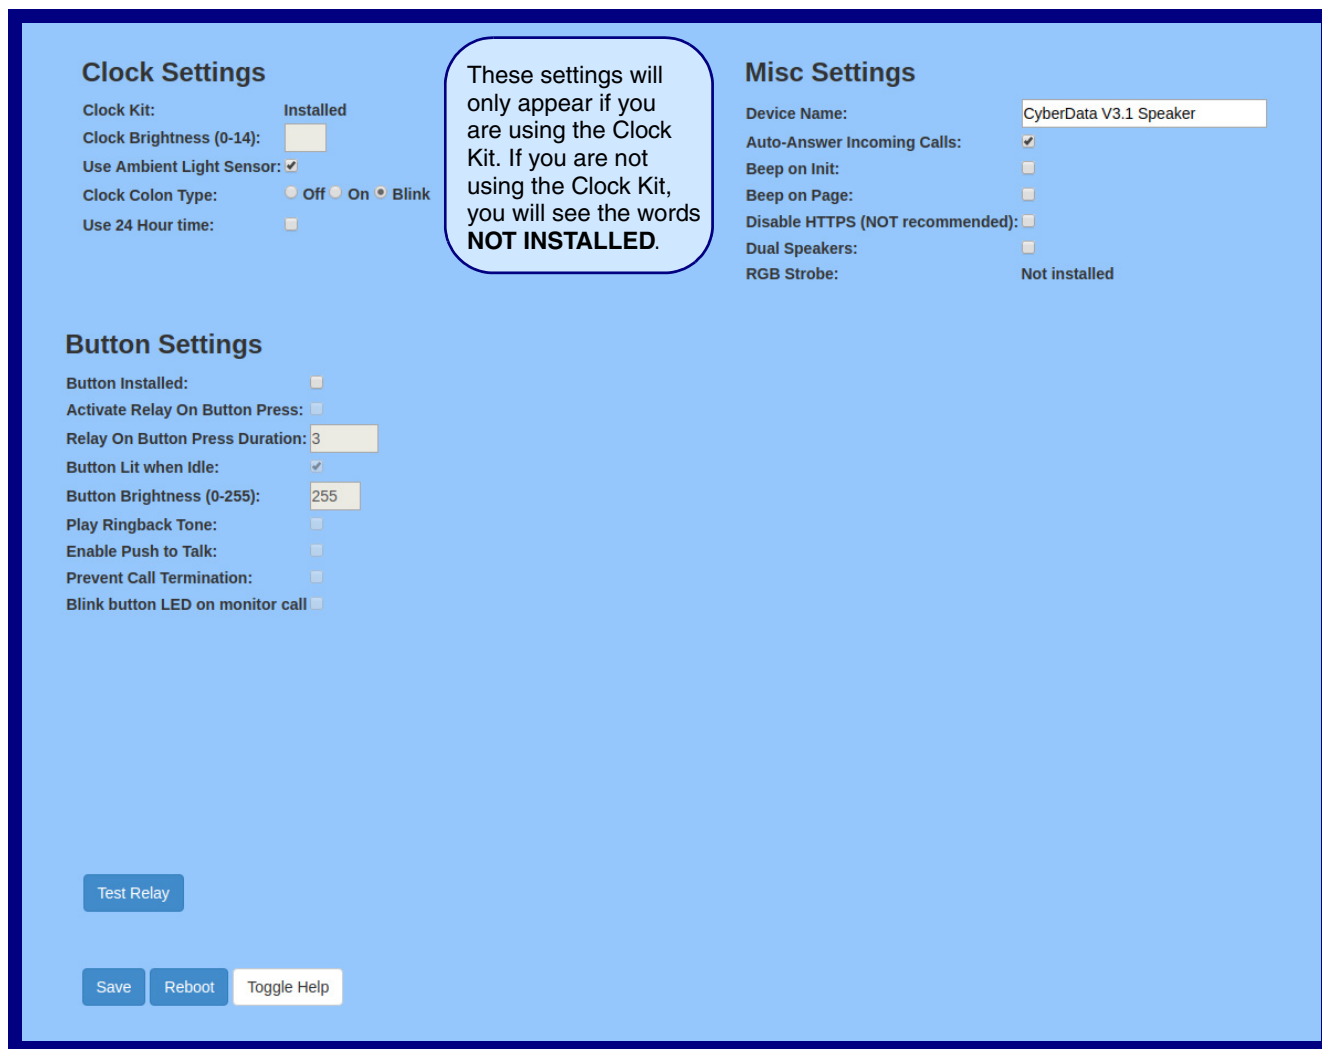 Clock Settings
Clock Kit: Installed
Clock Brightness (0-14):
Use Ambient Light Sensor:
Clock Colon Type: Off On Blink
Use 24 Hour time:
These settings will
only appear if you
are using the Clock
Kit. If you are not
using the Clock Kit,
you will see the words
NOT INSTALLED.
Misc Settings
Device Name: CyberData V3.1 Speaker
Auto-Answer Incoming Calls:
Beep on Init:
Beep on Page:
Disable HTTPS (NOT recommended):
Dual Speakers:
RGB Strobe: Not installed
Button Settings
Button Installed:
Activate Relay On Button Press:
Relay On Button Press Duration: 3
Button Lit when Idle:
Button Brightness (0-255): 255
Play Ringback Tone:
Enable Push to Talk:
Prevent Call Termination:
Blink button LED on monitor call
Test Relay
Save Reboot Toggle Help